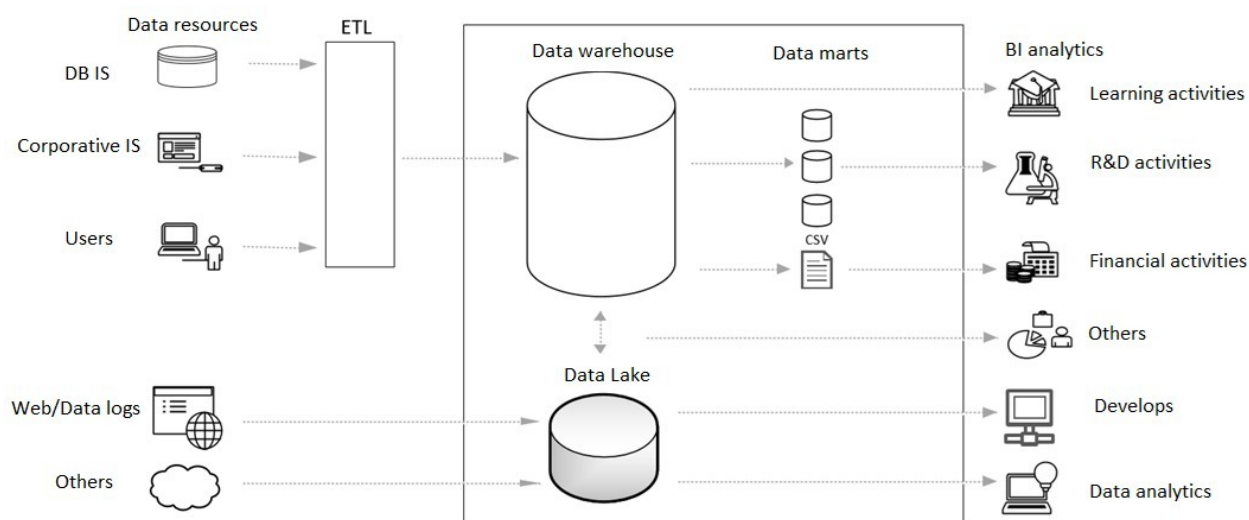 Data resources
ETL
Data warehouse
Data marts
BI analytics
DB IS
Learning activities
Corporative IS
R&D activities
Users
CSV
Financial activities
Others
Data Lake
Web/Data logs
Develops
Others
Data analytics